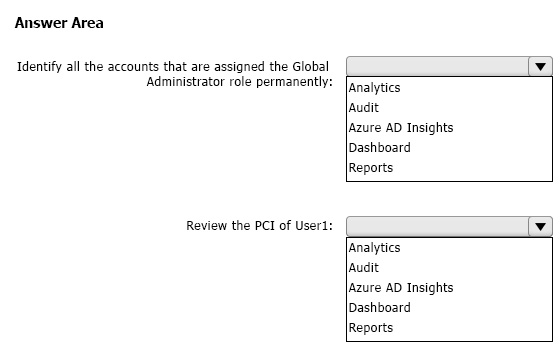 Answer Area
Identify all the accounts that are assigned the Global
Administrator role permanently:
Analytics
Audit
Azure AD Insights
Dashboard
Reports
Review the PCI of User1:
Analytics
Audit
Azure AD Insights
Dashboard
Reports